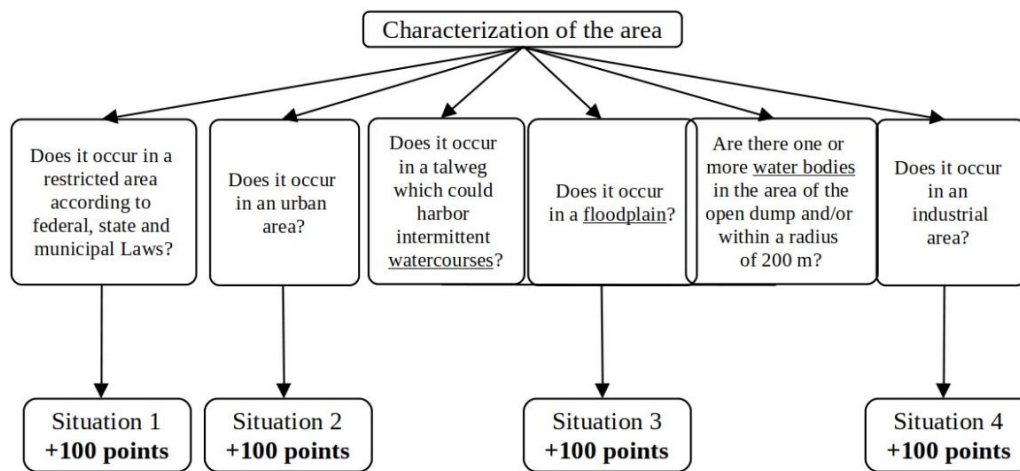 Characterization of the area
Does it occur in a
restricted area
according to
federal, state and
municipal Laws?
Does it occur
in an urban
area?
Does it occur
in a talweg
which could
harbor
intermittent
watercourses?
Does it occur
in a floodplain?
Are there one or
more water bodies
in the area of the
open dump and/or
within a radius
of 200 m?
Does it occur
in an
industrial
area?
Situation 1
+100 points
Situation 2
+100 points
Situation 3
+100 points
Situation 4
+100 points